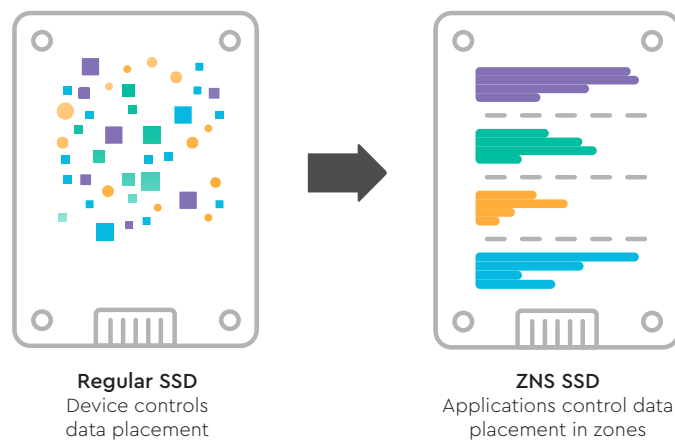 Regular SSD
Device controls
data placement
ZNS SSD
Applications control data
placement in zones